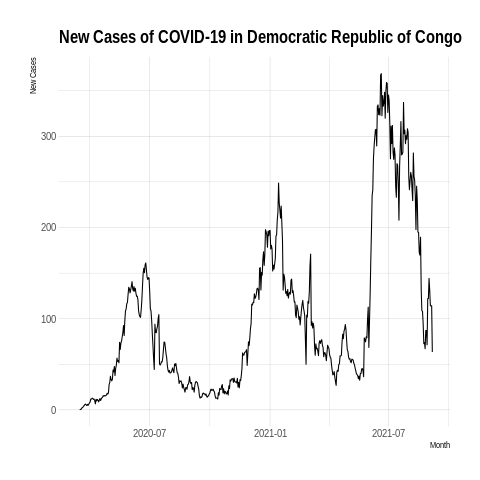 New Cases of COVID-19 in Democratic Republic of Congo
New Cases
300
200
100
0
2020-07
2021-01
2021-07
Month